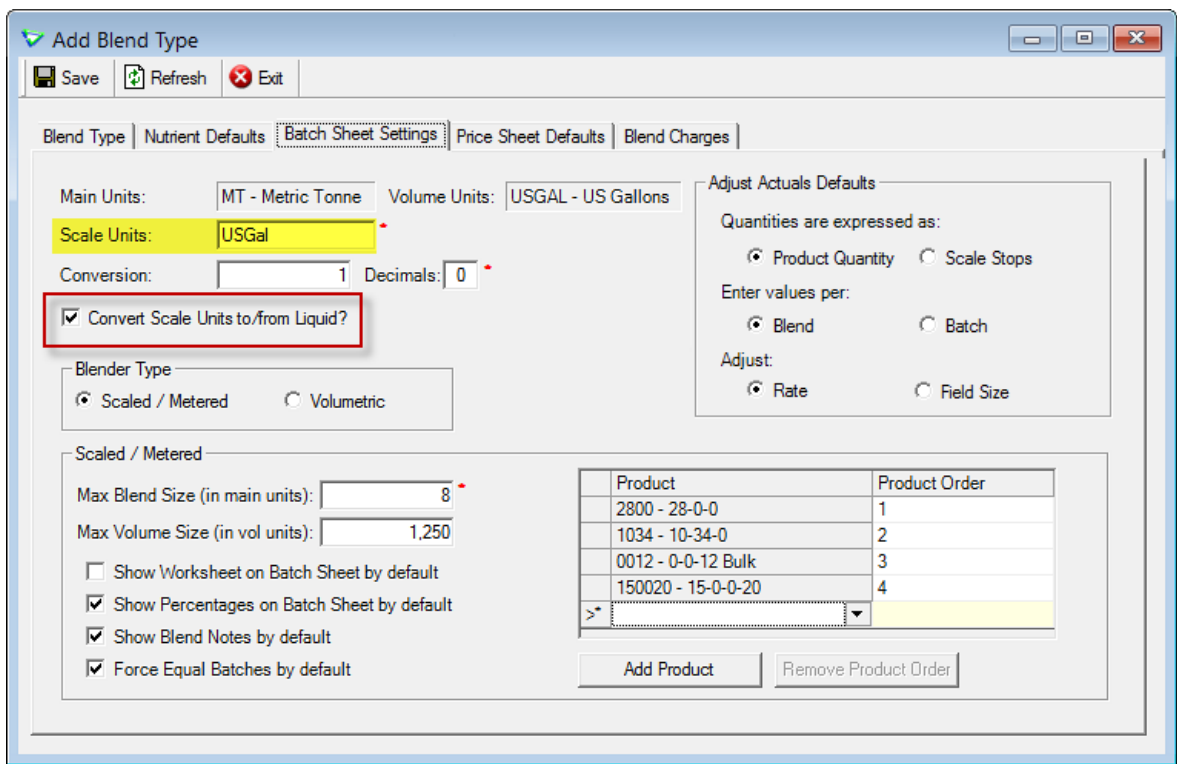 Add Blend Type
Save Refresh Exit
Blend Type Nutrient Defaults Batch Sheet Settings Price Sheet Defaults Blend Charges
Main Units: MT - Metric Tonne Volume Units: USGAL - US Gallons
Scale Units: USGal *
Conversion: 1 Decimals: 0 *
Convert Scale Units to/from Liquid?
Blender Type
Scaled / Metered Volumetric
Adjust Actuals Defaults
Quantities are expressed as:
Product Quantity Scale Stops
Enter values per:
Blend Batch
Adjust:
Rate Field Size
Scaled / Metered
Max Blend Size (in main units): 8 *
Max Volume Size (in vol units): 1,250
Show Worksheet on Batch Sheet by default
Show Percentages on Batch Sheet by default
Show Blend Notes by default
Force Equal Batches by default
Product Product Order
2800 - 28-0-0 1
1034 - 10-34-0 2
0012 - 0-0-12 Bulk 3
150020 - 15-0-0-20 4
>*
Add Product Remove Product Order